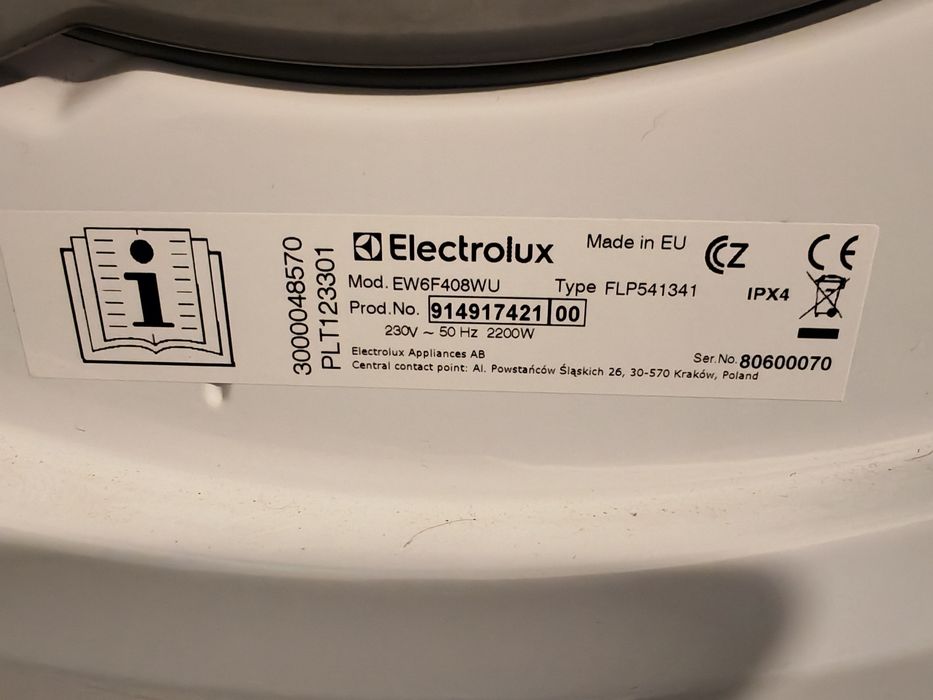 3000048570
PLT123301
Electrolux Made in EU
Mod. EW6F408WU Type FLP541341 IPX4
Prod.No. 914917421 00
230V ~ 50 Hz 2200W
Electrolux Appliances AB Ser.No. 80600070
Central contact point: Al. Powstańców Śląskich 26, 30-570 Kraków, Poland